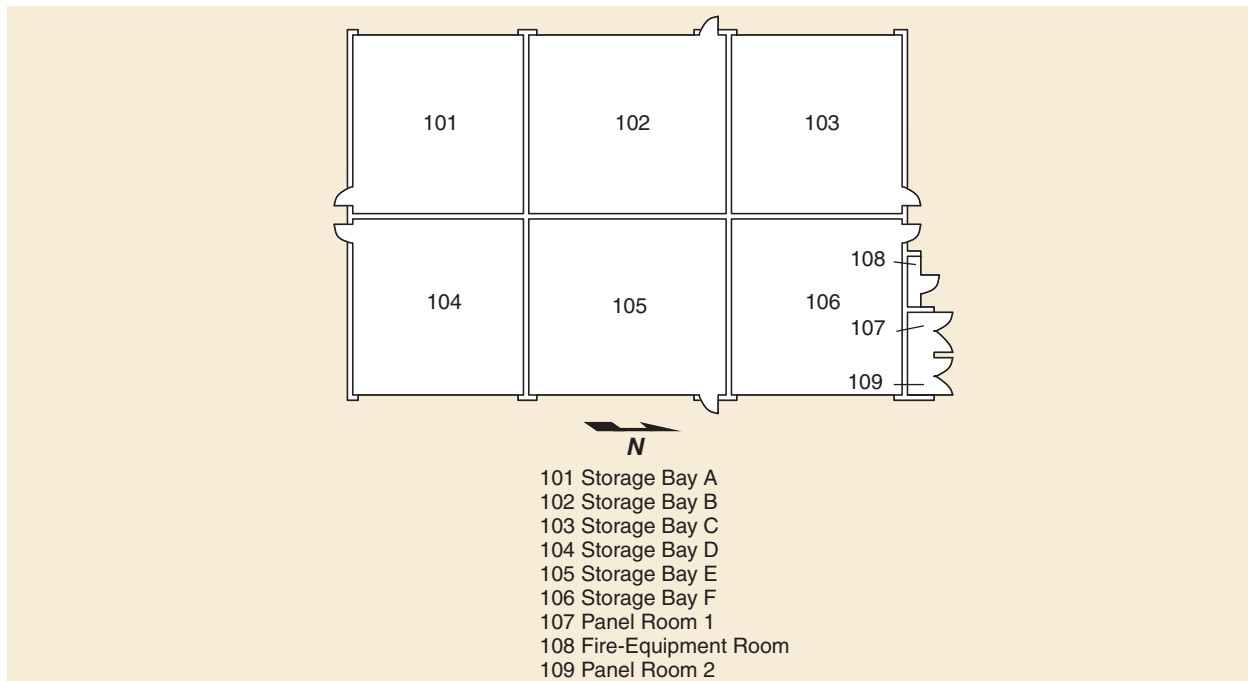 101
102
103
104
105
106
108
107
109
N
101 Storage Bay A
102 Storage Bay B
103 Storage Bay C
104 Storage Bay D
105 Storage Bay E
106 Storage Bay F
107 Panel Room 1
108 Fire-Equipment Room
109 Panel Room 2